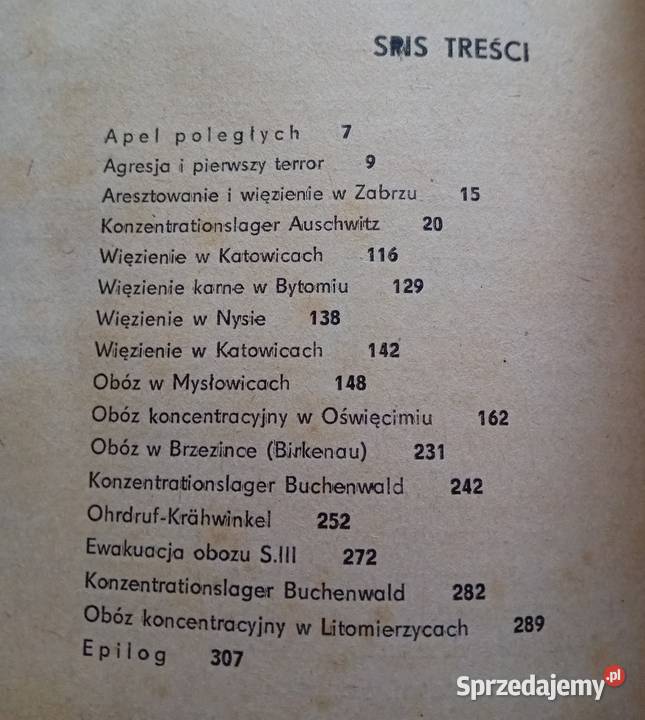 SPIS TREŚCI
Apel poległych 7
Agresja i pierwszy terror 9
Aresztowanie i więzienie w Zabrzu 15
Konzentrationslager Auschwitz 20
Więzienie w Katowicach 116
Więzienie karne w Bytomiu 129
Więzienie w Nysie 138
Więzienie w Katowicach 142
Obóz w Mysłowicach 148
Obóz koncentracyjny w Oświęcimiu 162
Obóz w Brzezince (Birkenau) 231
Konzentrationslager Buchenwald 242
Ohrdruf-Krähwinkel 252
Ewakuacja obozu S.III 272
Konzentrationslager Buchenwald 282
Obóz koncentracyjny w Litomierzycach 289
Epilog 307
Sprzedajemy.pl